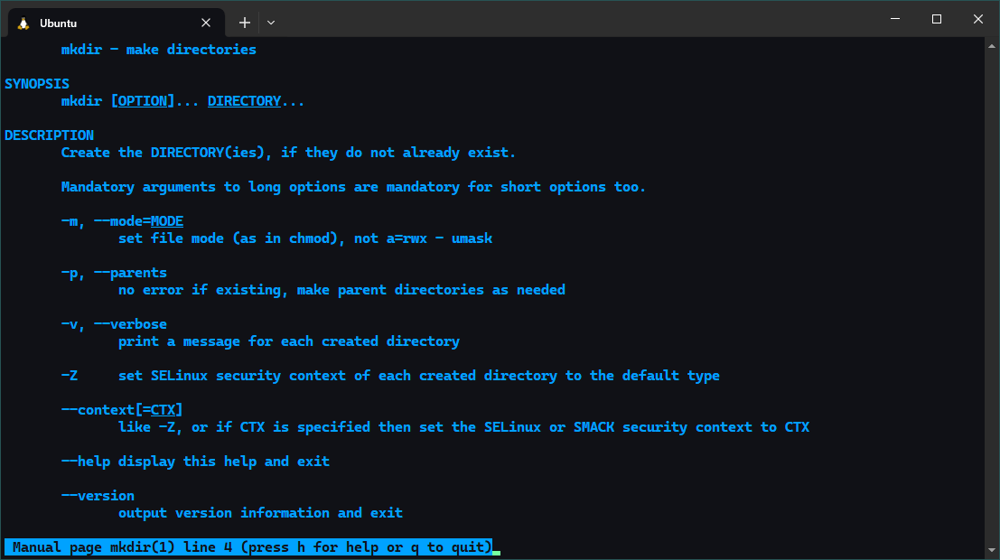 Ubuntu
mkdir - make directories
SYNOPSIS
mkdir [OPTION]... DIRECTORY...
DESCRIPTION
Create the DIRECTORY(ies), if they do not already exist.
Mandatory arguments to long options are mandatory for short options too.
-m, --mode=MODE
set file mode (as in chmod), not a=rwx - umask
-p, --parents
no error if existing, make parent directories as needed
-v, --verbose
print a message for each created directory
-Z     set SELinux security context of each created directory to the default type
--context[=CTX]
like -Z, or if CTX is specified then set the SELinux or SMACK security context to CTX
--help display this help and exit
--version
output version information and exit
Manual page mkdir(1) line 4 (press h for help or q to quit)